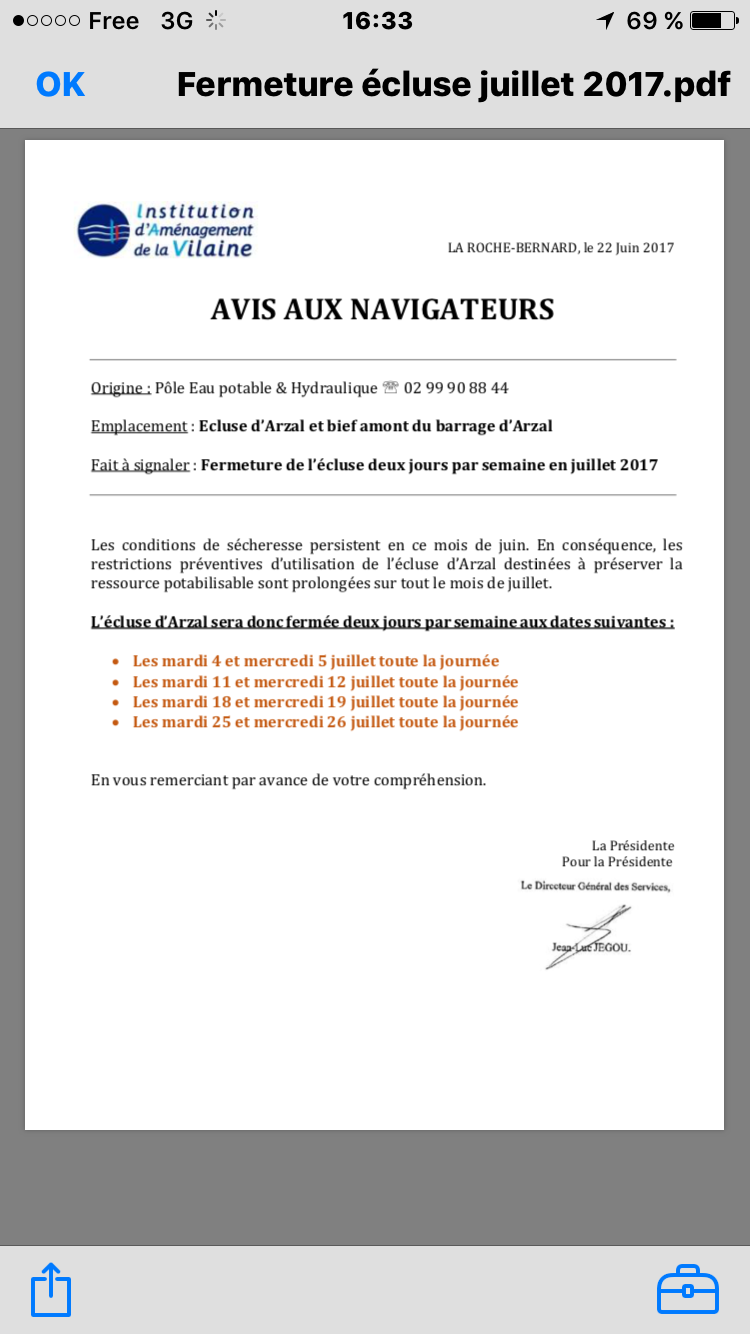 Free 3G 16:33 69 %
OK Fermeture écluse juillet 2017.pdf
Institution
d'Aménagement
de la Vilaine
LA ROCHE-BERNARD, le 22 Juin 2017
AVIS AUX NAVIGATEURS
Origine : Pôle Eau potable & Hydraulique ☏ 02 99 90 88 44
Emplacement : Ecluse d'Arzal et bief amont du barrage d'Arzal
Fait à signaler : Fermeture de l'écluse deux jours par semaine en juillet 2017
Les conditions de sécheresse persistent en ce mois de juin. En conséquence, les
restrictions préventives d'utilisation de l'écluse d'Arzal destinées à préserver la
ressource potabilisable sont prolongées sur tout le mois de juillet.
L'écluse d'Arzal sera donc fermée deux jours par semaine aux dates suivantes :
• Les mardi 4 et mercredi 5 juillet toute la journée
• Les mardi 11 et mercredi 12 juillet toute la journée
• Les mardi 18 et mercredi 19 juillet toute la journée
• Les mardi 25 et mercredi 26 juillet toute la journée
En vous remerciant par avance de votre compréhension.
La Présidente
Pour la Présidente
Le Directeur Général des Services,
Jean-Luc JEGOU.